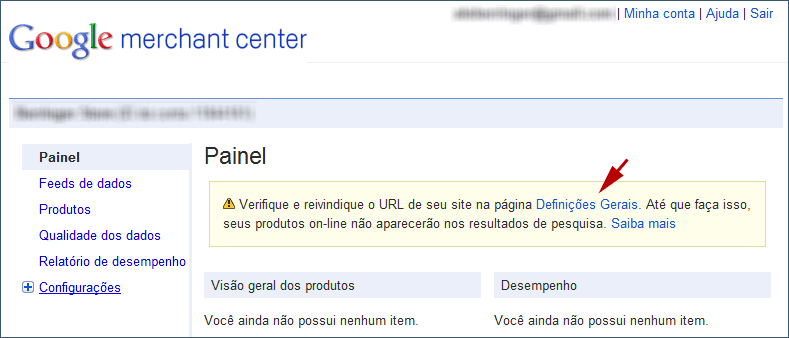 | Minha conta | Ajuda | Sair
Google merchant center
Painel
Feeds de dados
Produtos
Qualidade dos dados
Relatório de desempenho
Configurações
Painel
Verifique e reivindique o URL de seu site na página Definições Gerais. Até que faça isso,
seus produtos on-line não aparecerão nos resultados de pesquisa. Saiba mais
Visão geral dos produtos
Você ainda não possui nenhum item.
Desempenho
Você ainda não possui nenhum item.